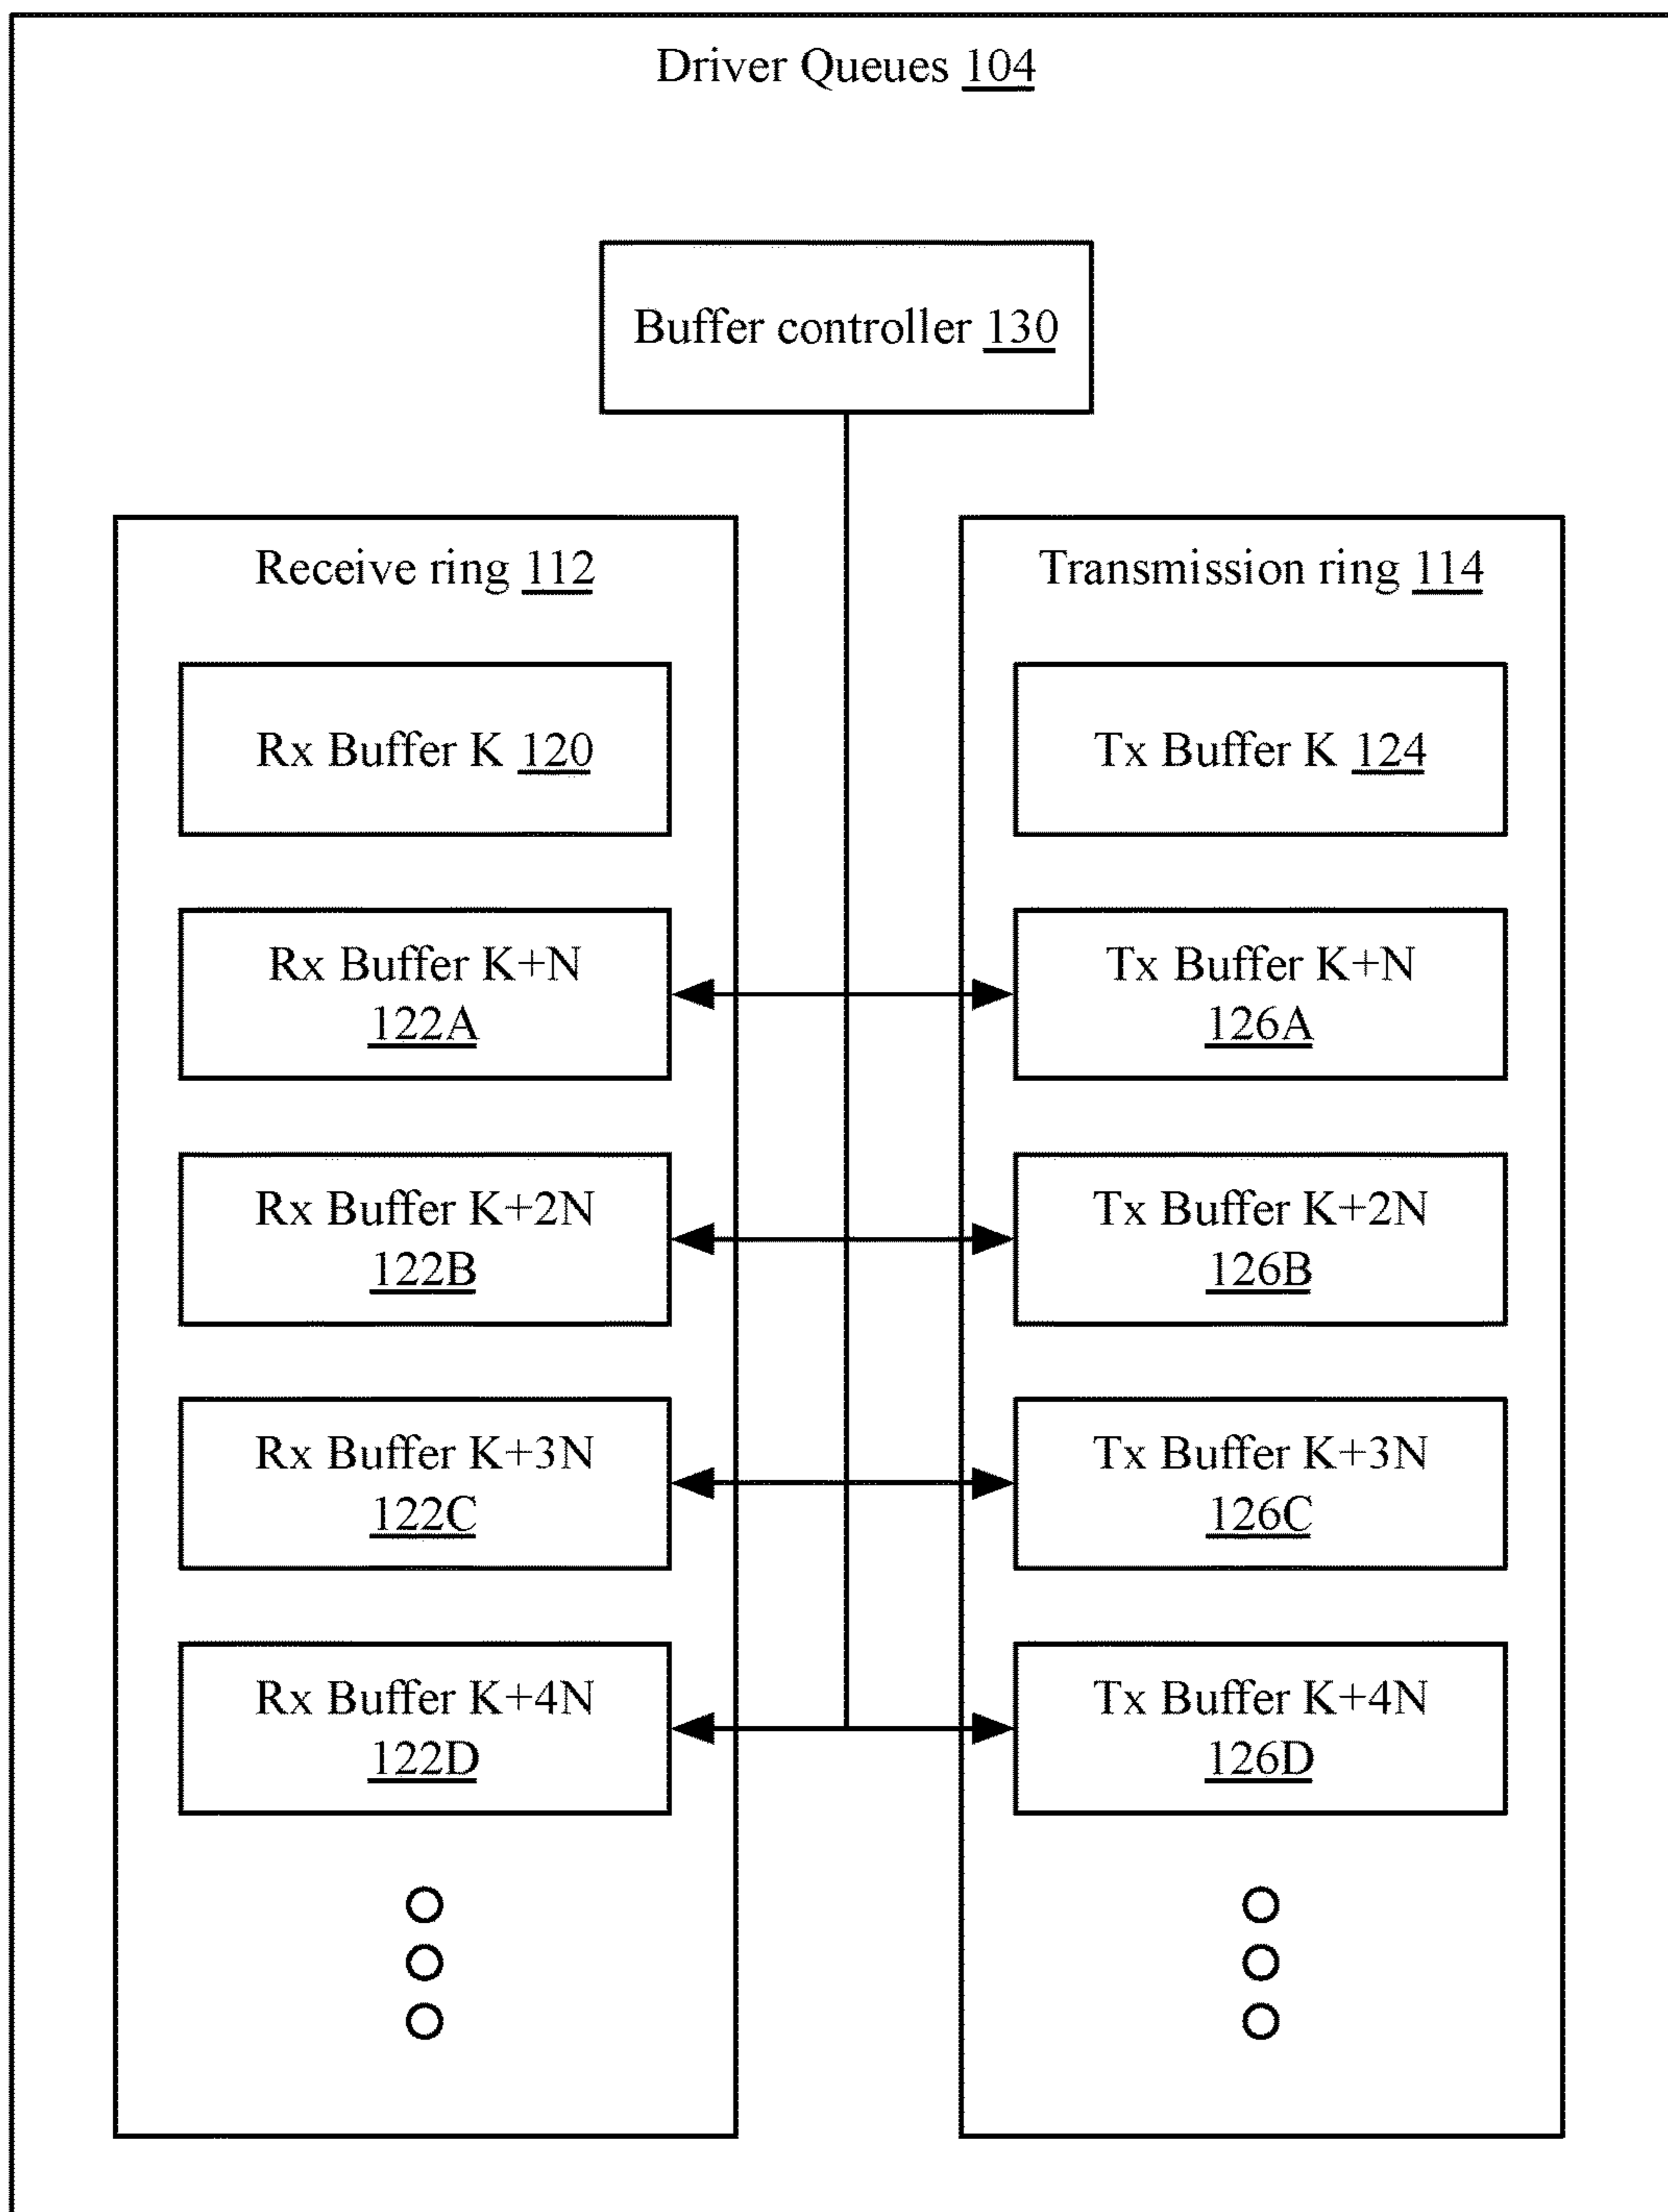 Driver Queues 104
Buffer controller 130
Receive ring 112
Rx Buffer K 120
Rx Buffer K+N
122A
Rx Buffer K+2N
122B
Rx Buffer K+3N
122C
Rx Buffer K+4N
122D
Transmission ring 114
Tx Buffer K 124
Tx Buffer K+N
126A
Tx Buffer K+2N
126B
Tx Buffer K+3N
126C
Tx Buffer K+4N
126D